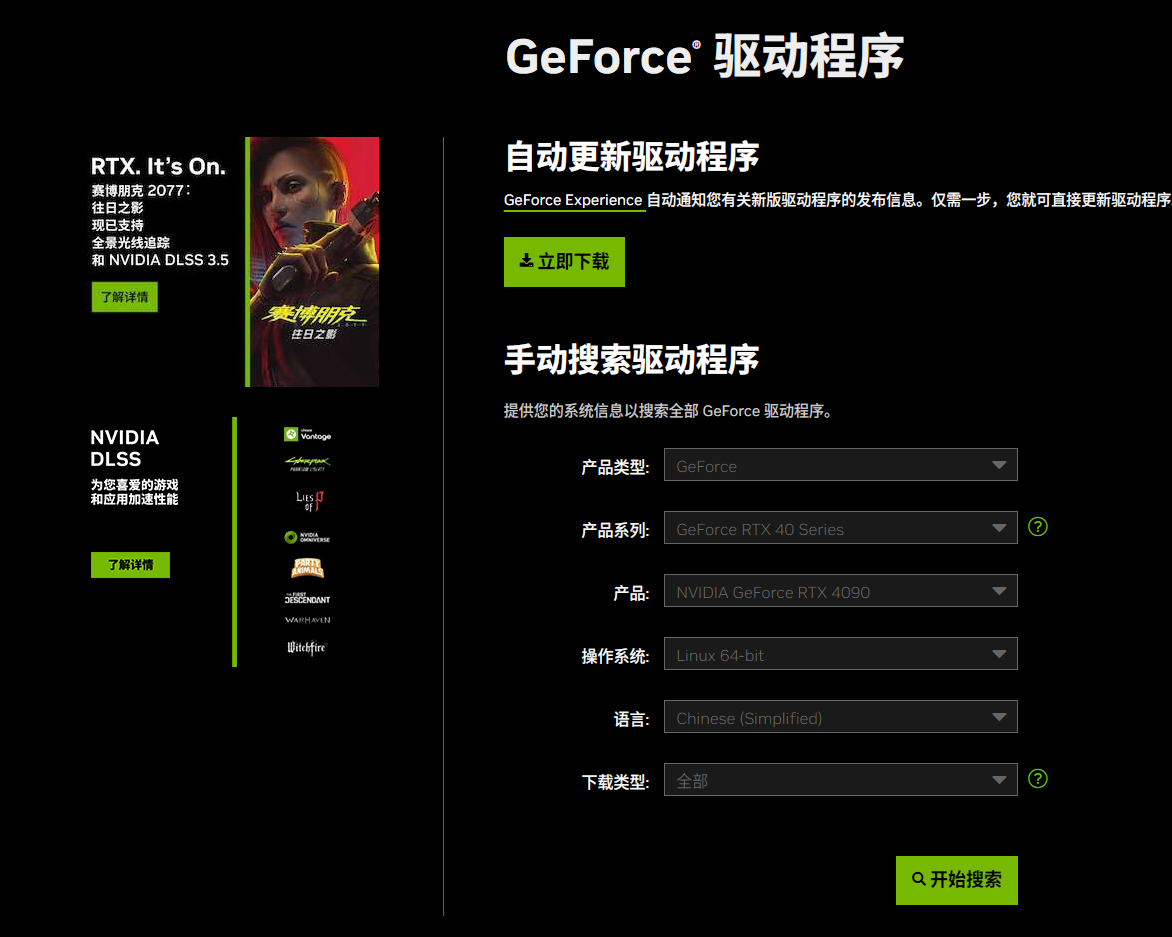 GeForce® 驱动程序
RTX. It's On.
赛博朋克 2077：
往日之影
现已支持
全景光线追踪
和 NVIDIA DLSS 3.5
了解详情
赛博朋克
2077
往日之影
NVIDIA
DLSS
为您喜爱的游戏
和应用加速性能
了解详情
Vantage
Cyberpunk
LIES
OF P
NVIDIA
OMNIVERSE
PARTY
ANIMALS
THE FIRST
DESCENDANT
WARHAVEN
Witchfire
自动更新驱动程序
GeForce Experience 自动通知您有关新版驱动程序的发布信息。仅需一步，您就可直接更新驱动程序
立即下载
手动搜索驱动程序
提供您的系统信息以搜索全部 GeForce 驱动程序。
产品类型: GeForce
产品系列: GeForce RTX 40 Series ?
产品: NVIDIA GeForce RTX 4090
操作系统: Linux 64-bit
语言: Chinese (Simplified)
下载类型: 全部 ?
开始搜索